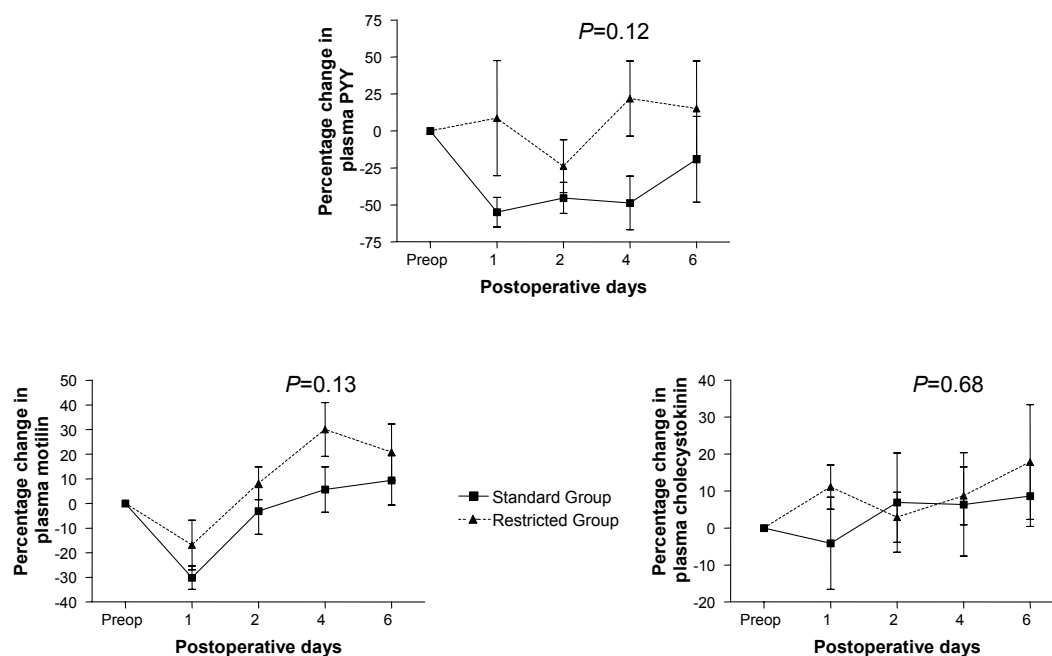 P=0.12
Percentage change in
plasma PYY
75
50
25
0
-25
-50
-75
Preop 1 2 4 6
Postoperative days
P=0.13
Percentage change in
plasma motilin
50
40
30
20
10
0
-10
-20
-30
-40
Preop 1 2 4 6
Postoperative days
Standard Group
Restricted Group
P=0.68
Percentage change in
plasma cholecystokinin
40
30
20
10
0
-10
-20
Preop 1 2 4 6
Postoperative days